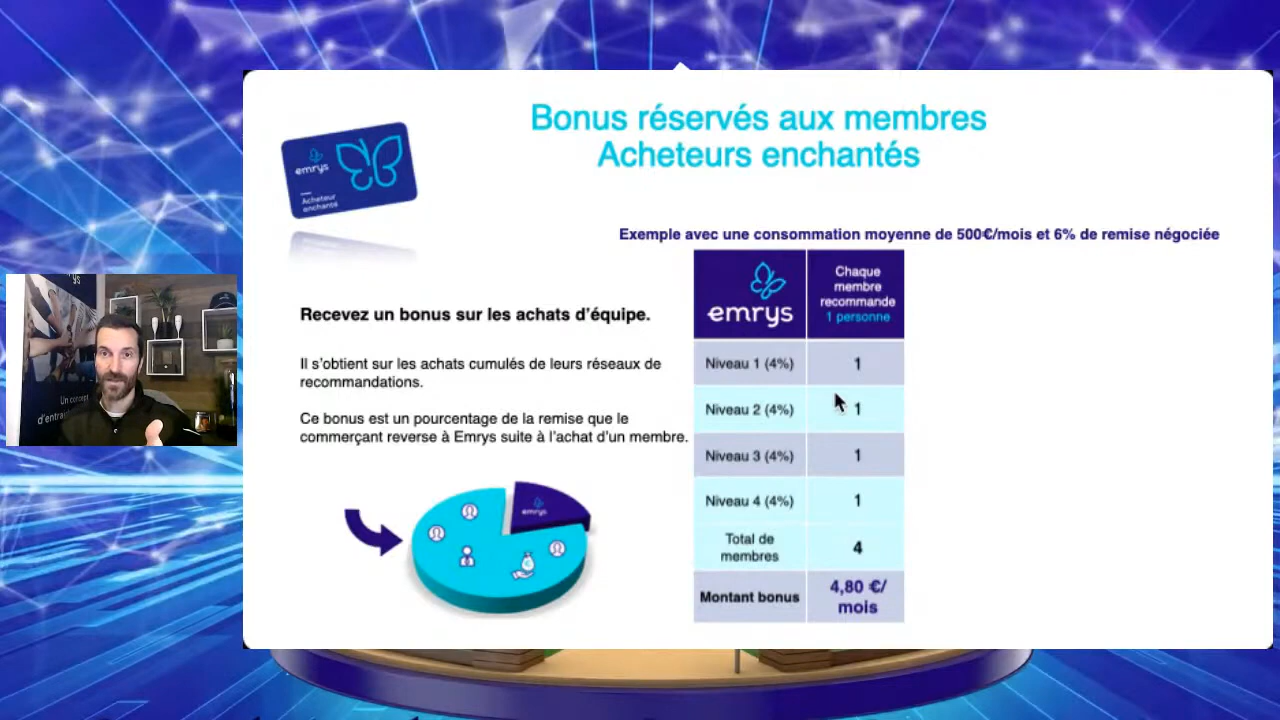 Bonus réservés aux membres
Acheteurs enchantés
emrys
Acheteur
enchanté
Exemple avec une consommation moyenne de 500€/mois et 6% de remise négociée
emrys
Chaque
membre
recommande
1 personne
Recevez un bonus sur les achats d'équipe.
Il s'obtient sur les achats cumulés de leurs réseaux de
recommandations.
Ce bonus est un pourcentage de la remise que le
commerçant reverse à Emrys suite à l'achat d'un membre.
Niveau 1 (4%) 1
Niveau 2 (4%) 1
Niveau 3 (4%) 1
Niveau 4 (4%) 1
Total de
membres 4
Montant bonus 4,80 €/
mois
emrys
Un concept